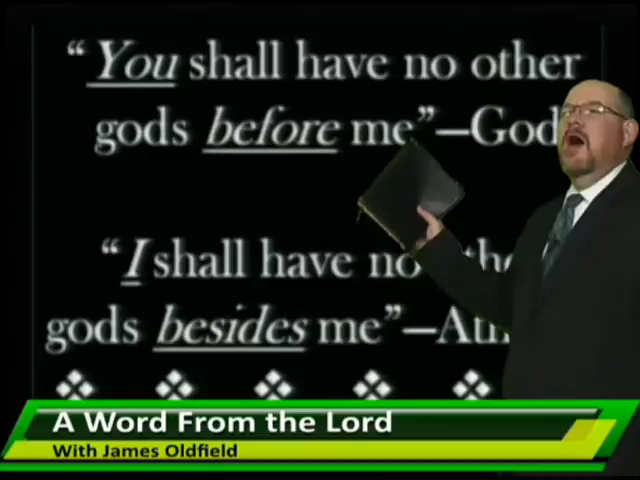 “You shall have no other
gods before me”—God
“I shall have no
gods besides me”—
A Word From the Lord
With James Oldfield